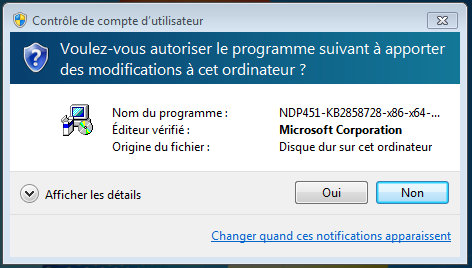 Contrôle de compte d'utilisateur
Voulez-vous autoriser le programme suivant à apporter
des modifications à cet ordinateur ?
Nom du programme : NDP451-KB2858728-x86-x64-...
Éditeur vérifié : Microsoft Corporation
Origine du fichier : Disque dur sur cet ordinateur
Afficher les détails Oui Non
Changer quand ces notifications apparaissent